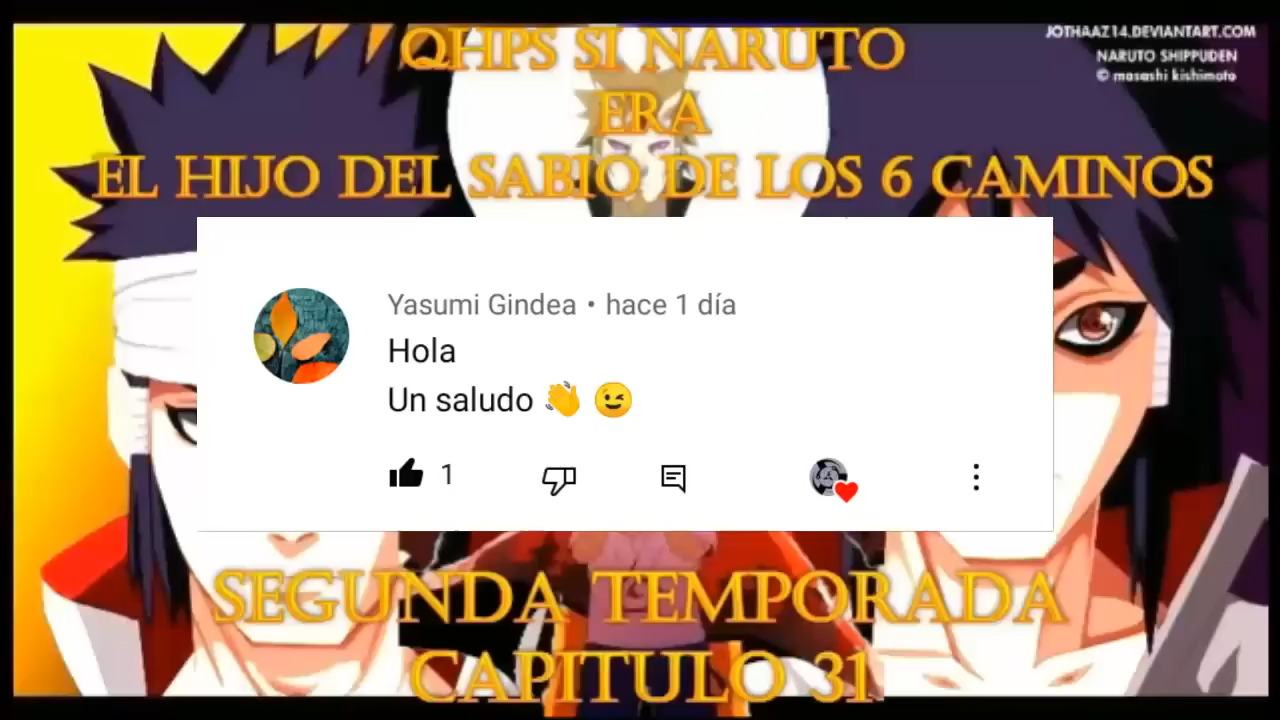 JOTHAAZ14.DEVIANTART.COM
NARUTO SHIPPUDEN
© masashi kishimoto
QHPS SI NARUTO
ERA
EL HIJO DEL SABIO DE LOS 6 CAMINOS
Yasumi Gindea • hace 1 día
Hola
Un saludo 👋 😉
1
SEGUNDA TEMPORADA
CAPITULO 31